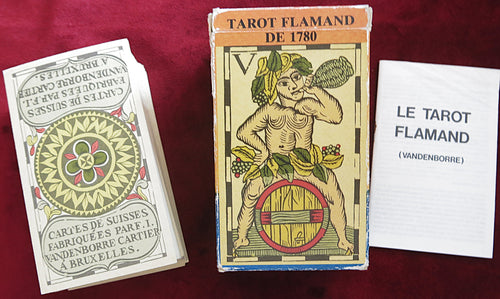 CARTES DE SUISSES
FABRIQUÉES PAR F.I.
VANDENBORRE CARTIER
A BRUXELLES.
CARTES DE SUISSES
FABRIQUÉES PAR F.I.
VANDENBORRE CARTIER
À BRUXELLES.
TAROT FLAMAND
DE 1780
V
LE TAROT
FLAMAND
(VANDENBORRE)